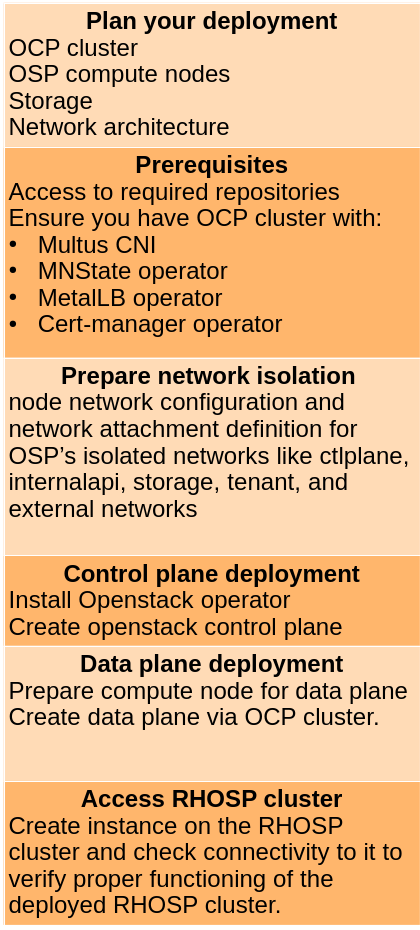 Plan your deployment
OCP cluster
OSP compute nodes
Storage
Network architecture
Prerequisites
Access to required repositories
Ensure you have OCP cluster with:
• Multus CNI
• MNState operator
• MetalLB operator
• Cert-manager operator
Prepare network isolation
node network configuration and
network attachment definition for
OSP’s isolated networks like ctlplane,
internalapi, storage, tenant, and
external networks
Control plane deployment
Install Openstack operator
Create openstack control plane
Data plane deployment
Prepare compute node for data plane
Create data plane via OCP cluster.
Access RHOSP cluster
Create instance on the RHOSP
cluster and check connectivity to it to
verify proper functioning of the
deployed RHOSP cluster.